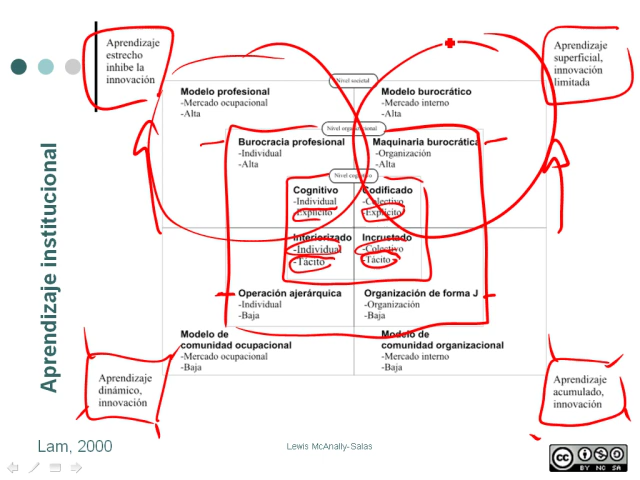 Aprendizaje
estrecho
inhibe la
innovación
Aprendizaje
superficial,
innovación
limitada
Nivel societal
Modelo profesional
-Mercado ocupacional
-Alta
Modelo burocrático
-Mercado interno
-Alta
Nivel organizacional
Burocracia profesional
-Individual
-Alta
Maquinaria burocrática
-Organización
-Alta
Nivel cognitivo
Cognitivo
-Individual
-Explícito
Codificado
-Colectivo
-Explícito
Interiorizado
-Individual
-Tácito
Incrustado
-Colectivo
-Tácito
Operación ajerárquica
-Individual
-Baja
Organización de forma J
-Organización
-Baja
Modelo de
comunidad ocupacional
-Mercado ocupacional
-Baja
Modelo de
comunidad organizacional
-Mercado interno
-Baja
Aprendizaje
dinámico,
innovación
Aprendizaje
acumulado,
innovación
Aprendizaje institucional
Lam, 2000
Lewis McAnally-Salas
cc
BY NC SA